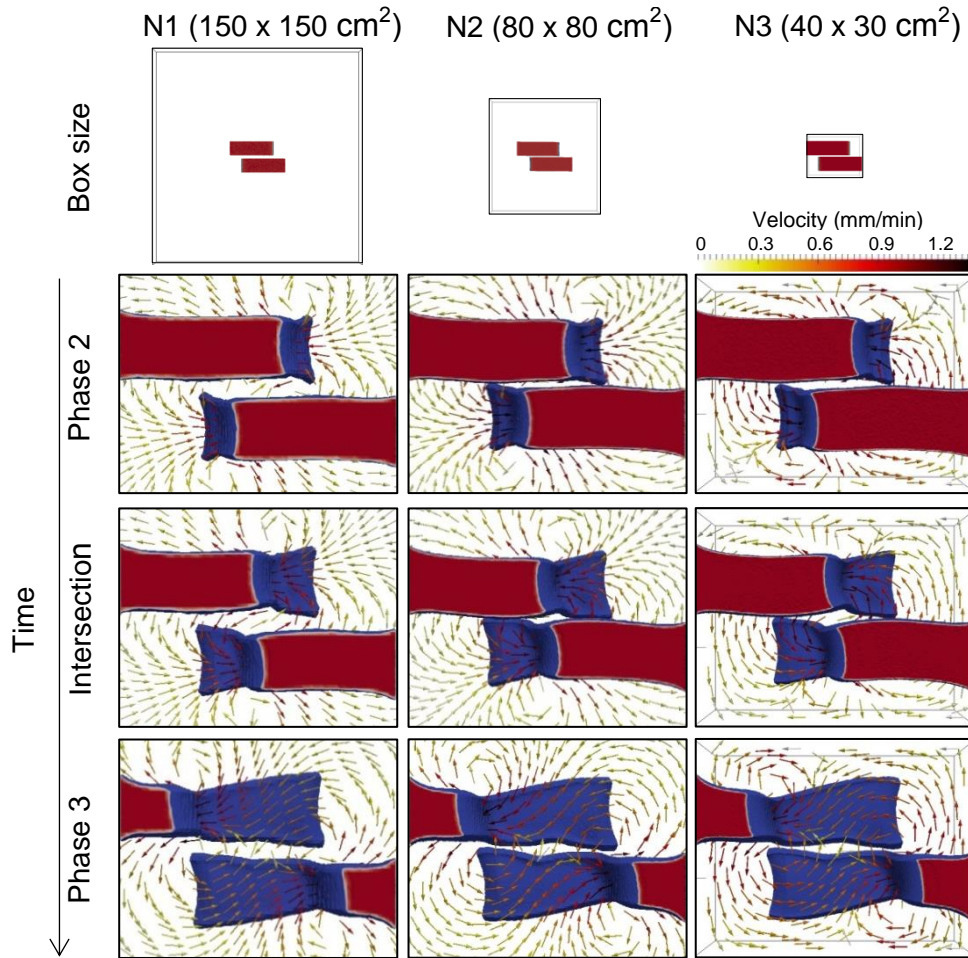 N1 (150 x 150 cm²)
N2 (80 x 80 cm²)
N3 (40 x 30 cm²)
Box size
Velocity (mm/min)
0 0.3 0.6 0.9 1.2
Time
Phase 2
Intersection
Phase 3